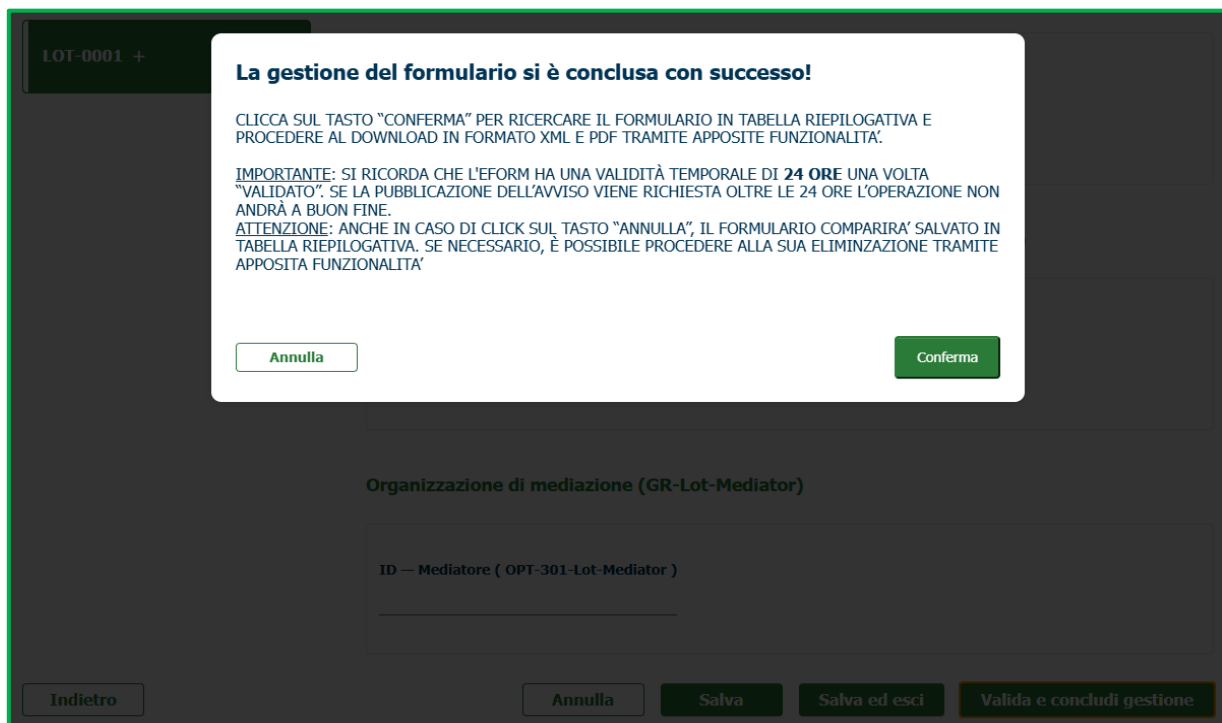 LOT-0001 +
La gestione del formulario si è conclusa con successo!
CLICCA SUL TASTO “CONFERMA” PER RICERCARE IL FORMULARIO IN TABELLA RIEPILOGATIVA E
PROCEDERE AL DOWNLOAD IN FORMATO XML E PDF TRAMITE APPOSITE FUNZIONALITA’.
IMPORTANTE: SI RICORDA CHE L'EFORM HA UNA VALIDITÀ TEMPORALE DI 24 ORE UNA VOLTA
“VALIDATO”. SE LA PUBBLICAZIONE DELL’AVVISO VIENE RICHIESTA OLTRE LE 24 ORE L’OPERAZIONE NON
ANDRÀ A BUON FINE.
ATTENZIONE: ANCHE IN CASO DI CLICK SUL TASTO “ANNULLA”, IL FORMULARIO COMPARIRA’ SALVATO IN
TABELLA RIEPILOGATIVA. SE NECESSARIO, È POSSIBILE PROCEDERE ALLA SUA ELIMINZAZIONE TRAMITE
APPOSITA FUNZIONALITA’
Annulla Conferma
Organizzazione di mediazione (GR-Lot-Mediator)
ID — Mediatore ( OPT-301-Lot-Mediator )
Indietro Annulla Salva Salva ed esci Valida e concludi gestione